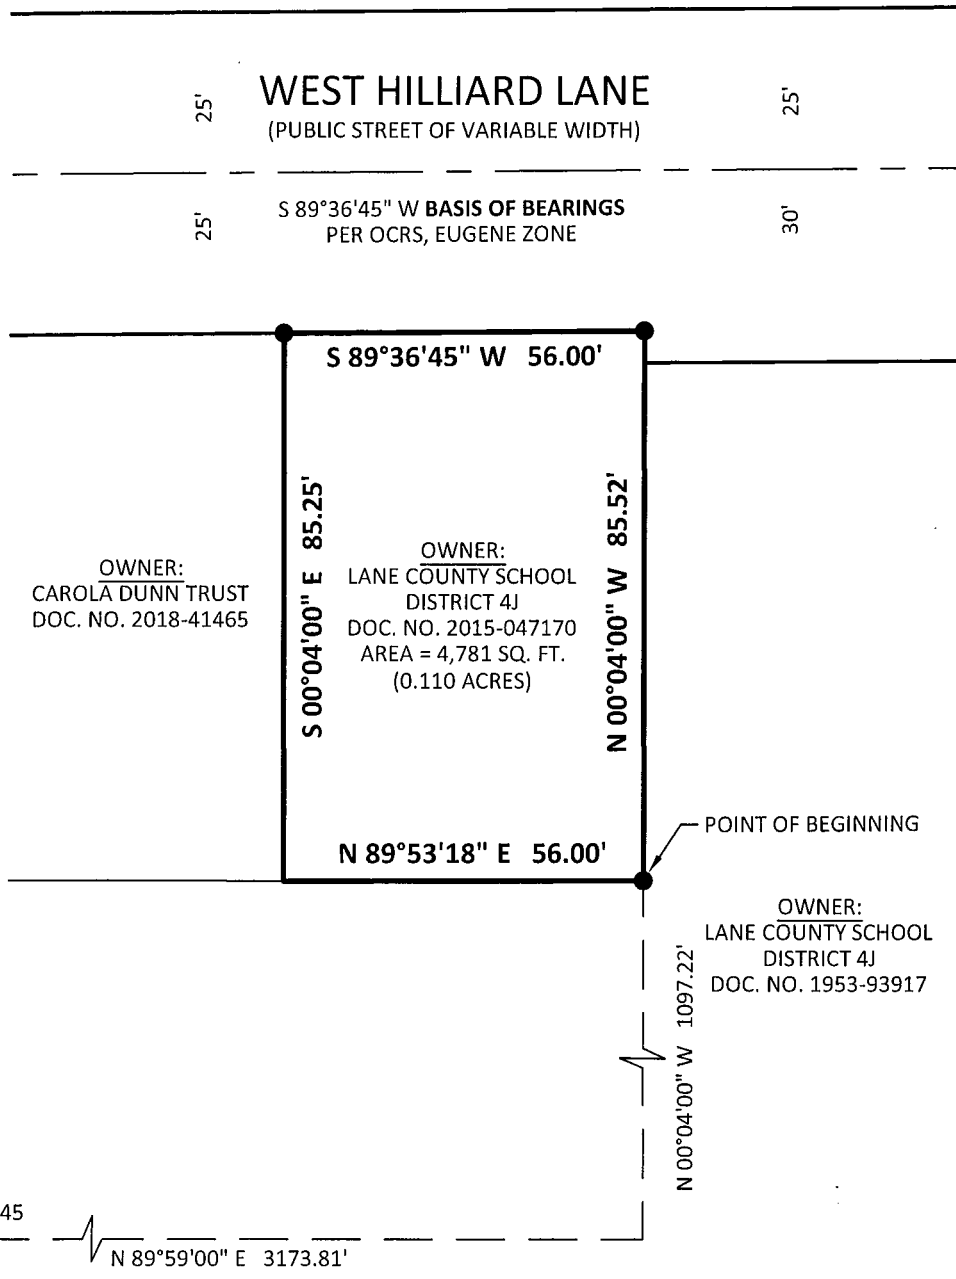 WEST HILLIARD LANE
(PUBLIC STREET OF VARIABLE WIDTH)
25'
25'
S 89°36'45" W BASIS OF BEARINGS
PER OCRS, EUGENE ZONE
25'
30'
S 89°36'45" W 56.00'
S 00°04'00" E 85.25'
N 00°04'00" W 85.52'
OWNER:
CAROLA DUNN TRUST
DOC. NO. 2018-41465
OWNER:
LANE COUNTY SCHOOL
DISTRICT 4J
DOC. NO. 2015-047170
AREA = 4,781 SQ. FT.
(0.110 ACRES)
N 89°53'18" E 56.00'
POINT OF BEGINNING
OWNER:
LANE COUNTY SCHOOL
DISTRICT 4J
DOC. NO. 1953-93917
N 00°04'00" W 1097.22'
45
N 89°59'00" E 3173.81'